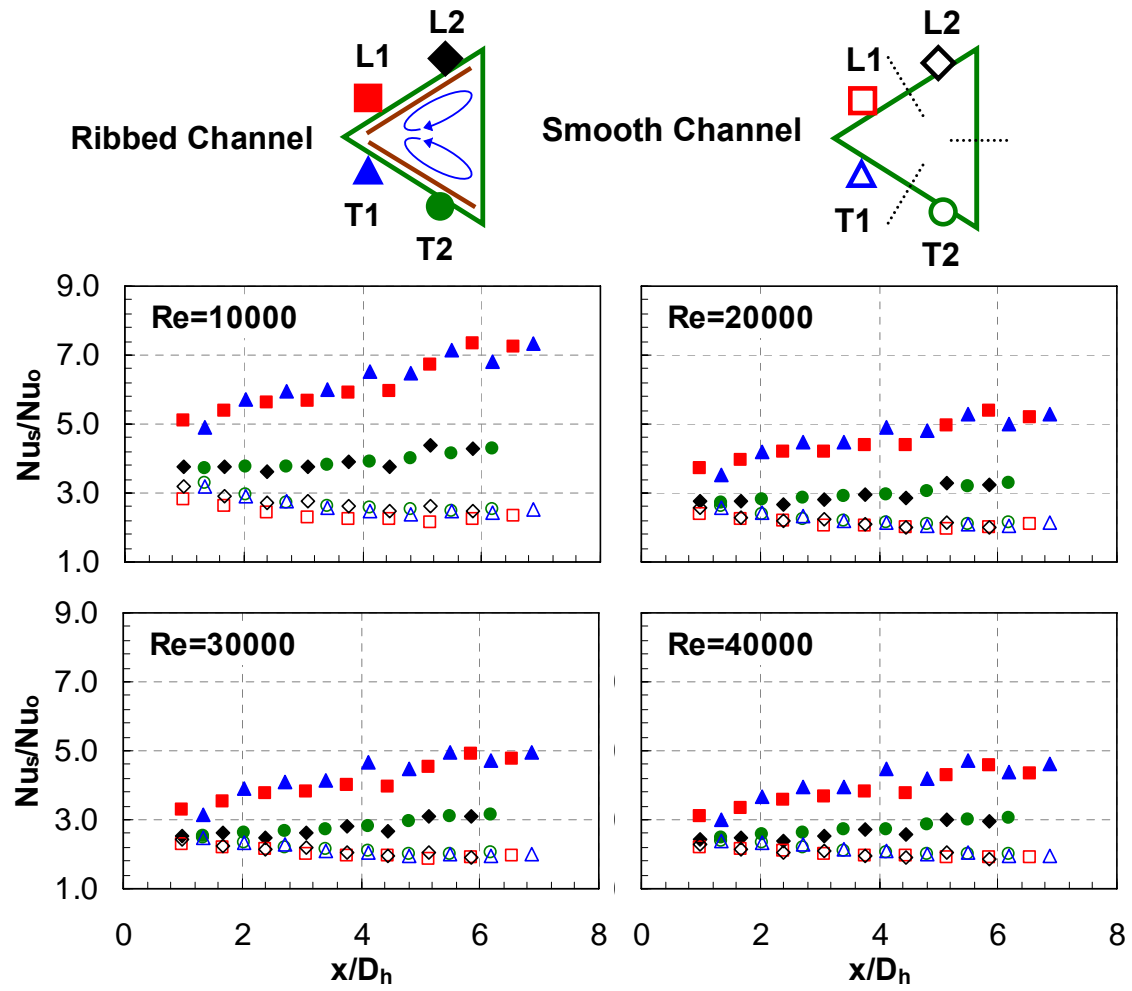 L2
L1
Ribbed Channel
T1
T2
L2
L1
Smooth Channel
T1
T2
Nus/Nuo
9.0
7.0
5.0
3.0
1.0
Re=10000
Re=20000
Nus/Nuo
9.0
7.0
5.0
3.0
1.0
Re=30000
Re=40000
0 2 4 6 8
0 2 4 6 8
x/Dh
x/Dh